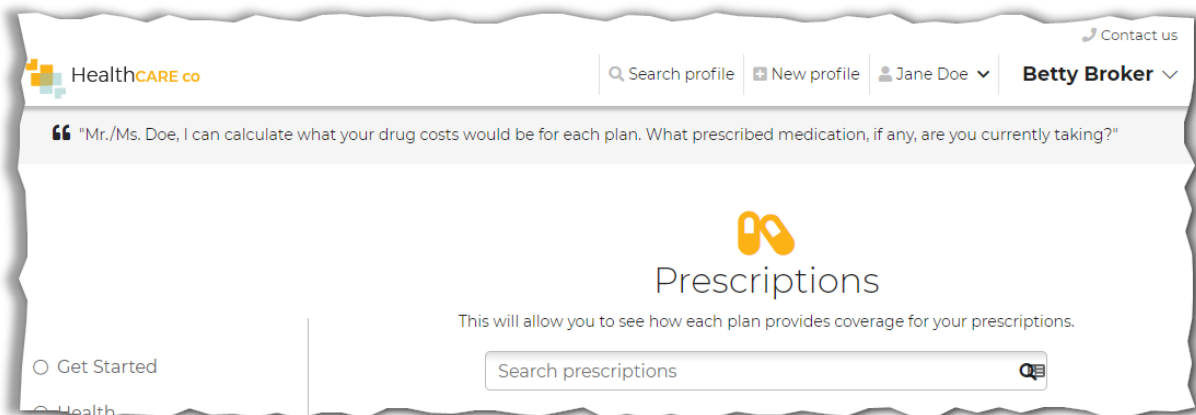 Contact us
HealthCARE co
Search profile
New profile
Jane Doe
Betty Broker
"Mr./Ms. Doe, I can calculate what your drug costs would be for each plan. What prescribed medication, if any, are you currently taking?"
Prescriptions
This will allow you to see how each plan provides coverage for your prescriptions.
Get Started
Search prescriptions
Health